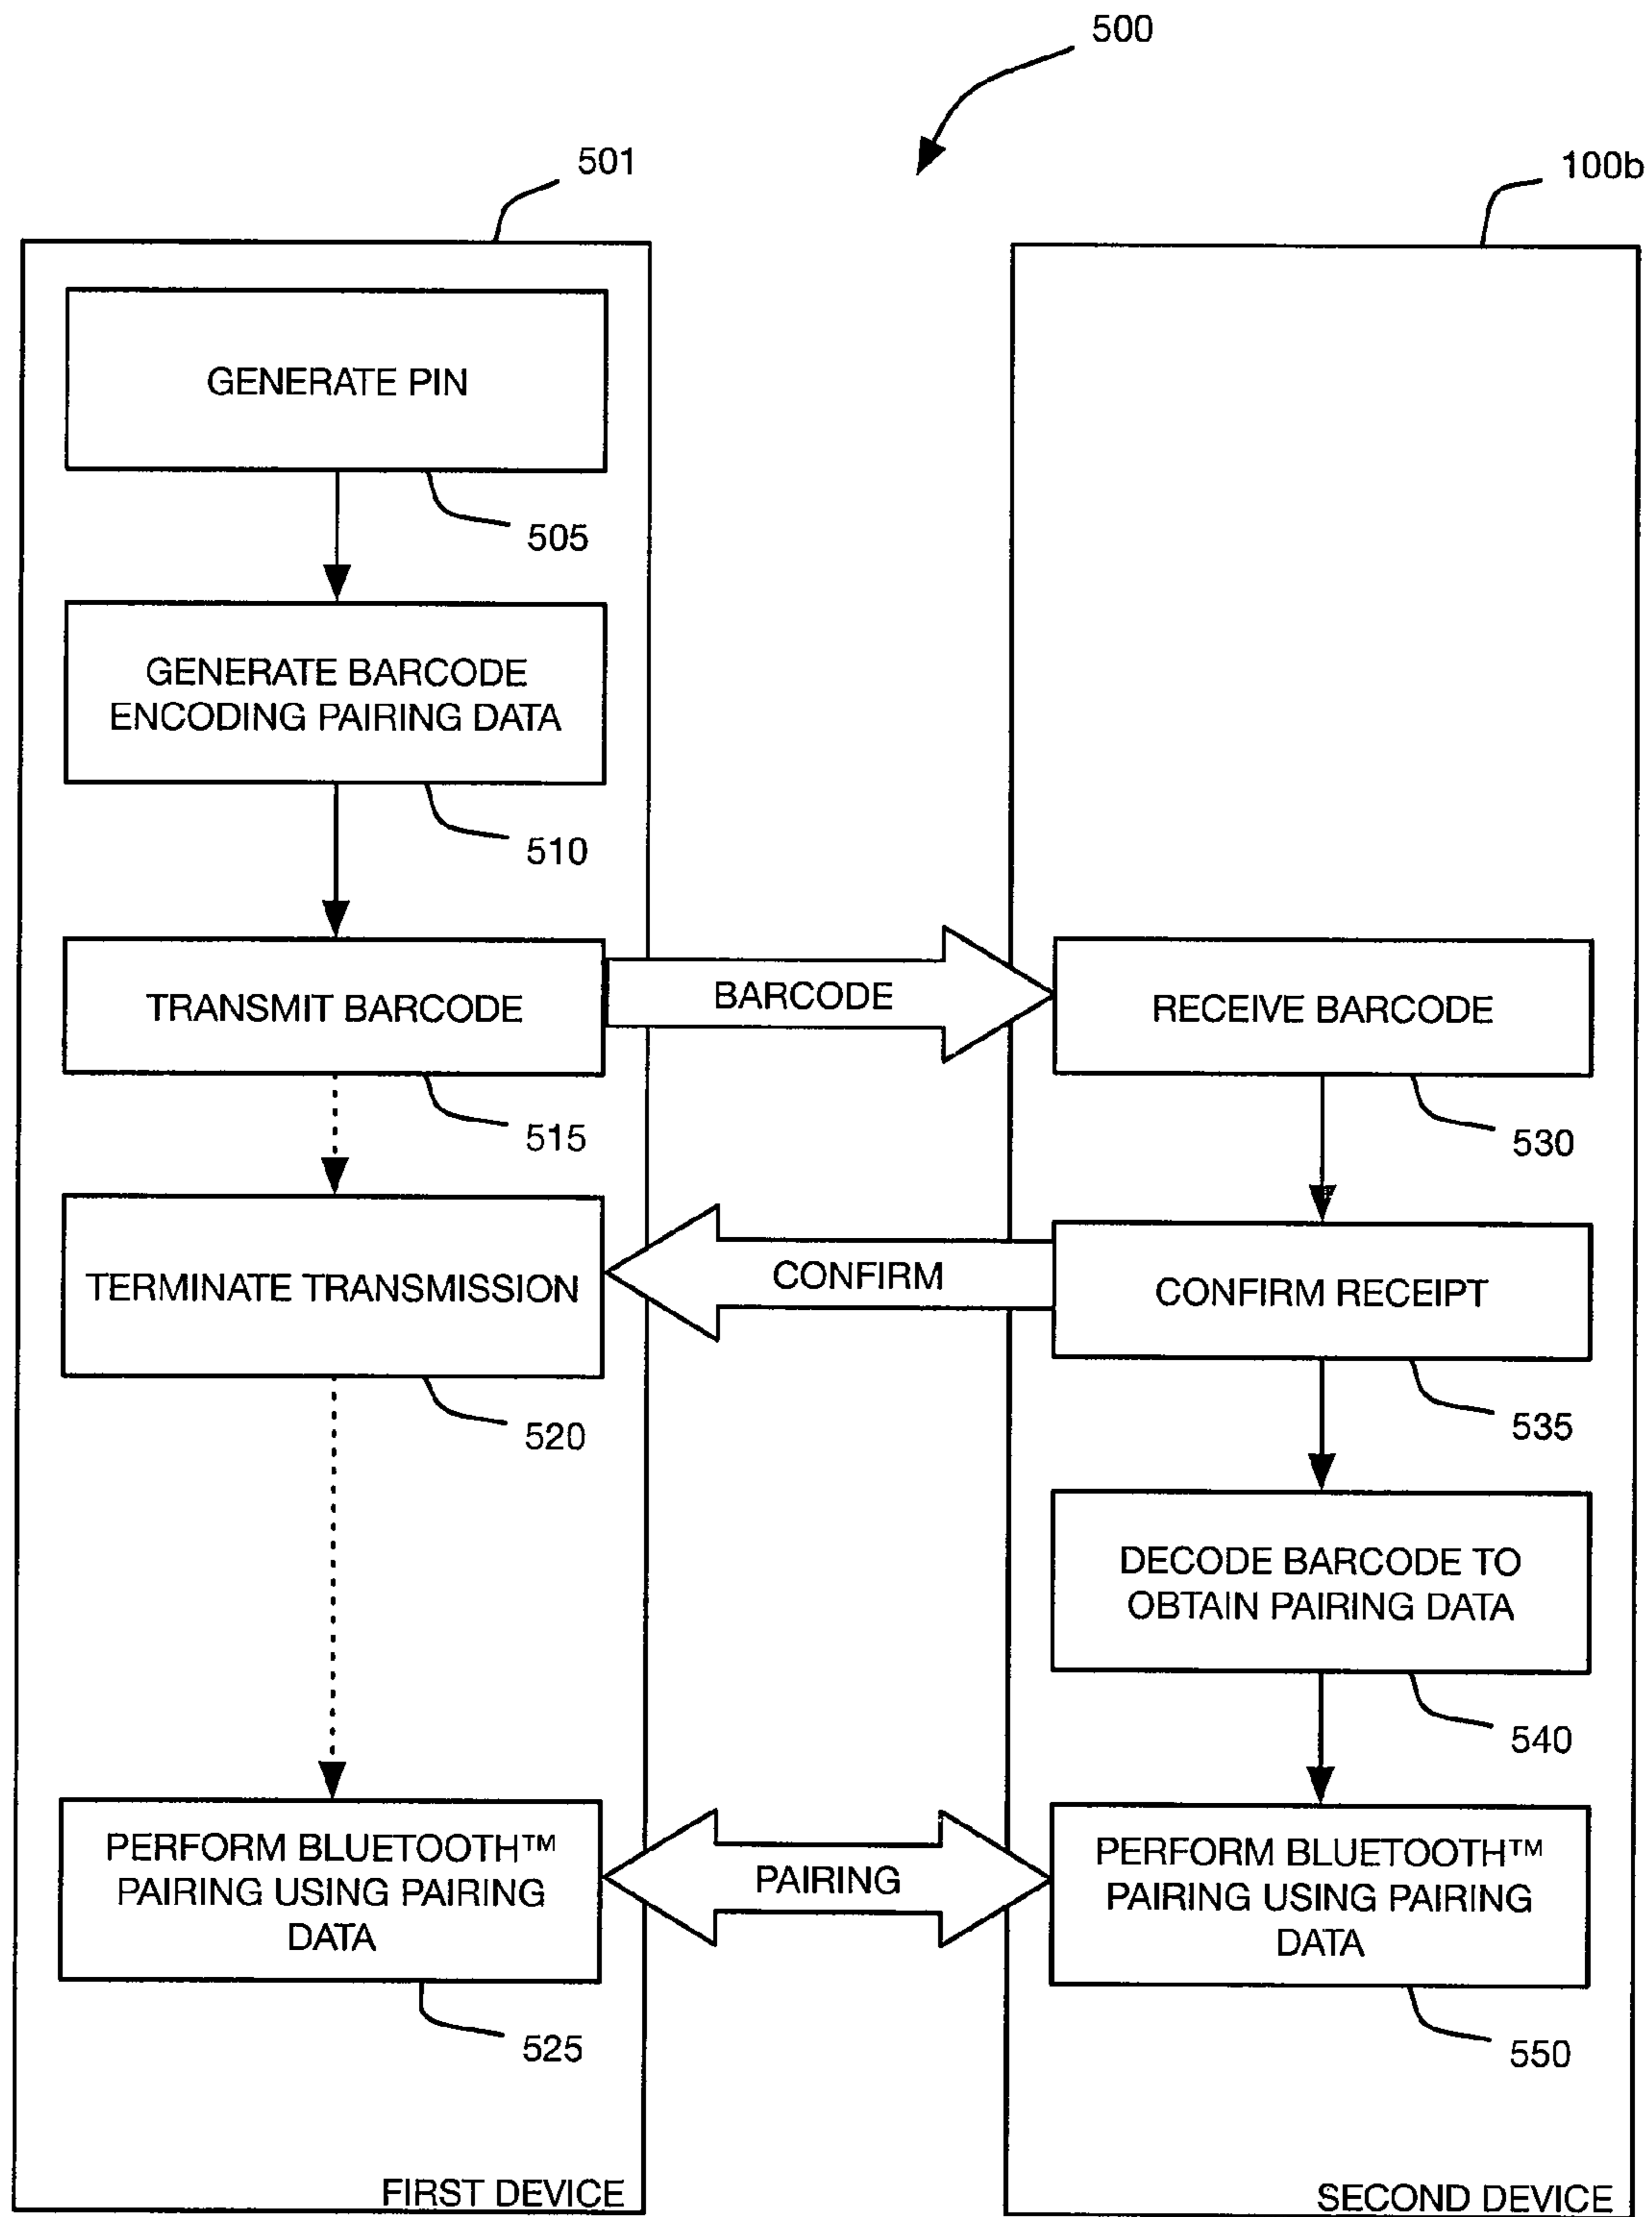 500
501
100b
GENERATE PIN
505
GENERATE BARCODE
ENCODING PAIRING DATA
510
TRANSMIT BARCODE
BARCODE
RECEIVE BARCODE
515
530
TERMINATE TRANSMISSION
CONFIRM
CONFIRM RECEIPT
520
535
DECODE BARCODE TO
OBTAIN PAIRING DATA
540
PERFORM BLUETOOTH™
PAIRING USING PAIRING
DATA
PAIRING
PERFORM BLUETOOTH™
PAIRING USING PAIRING
DATA
525
550
FIRST DEVICE
SECOND DEVICE